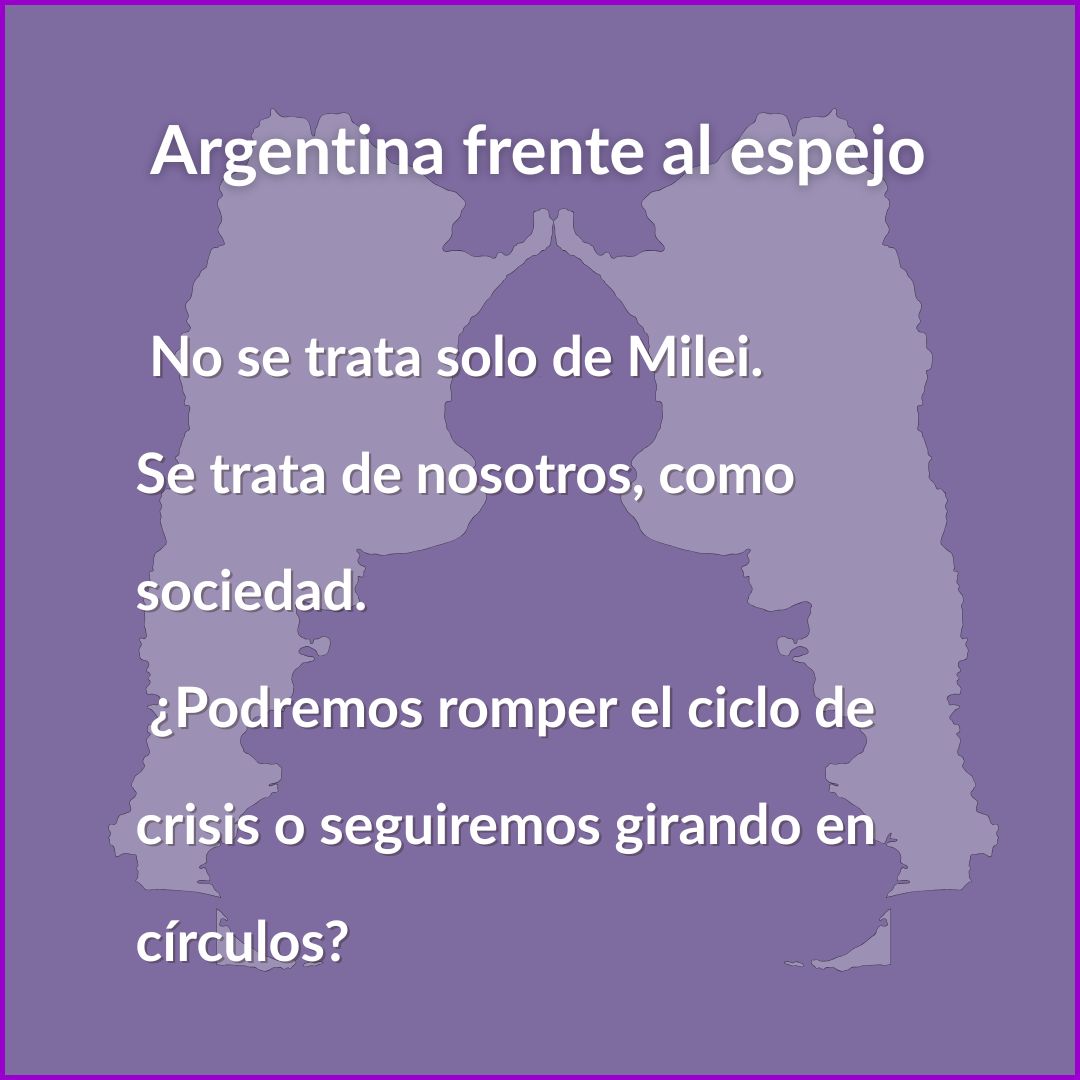 Argentina frente al espejo
No se trata solo de Milei.
Se trata de nosotros, como
sociedad.
¿Podremos romper el ciclo de
crisis o seguiremos girando en
círculos?